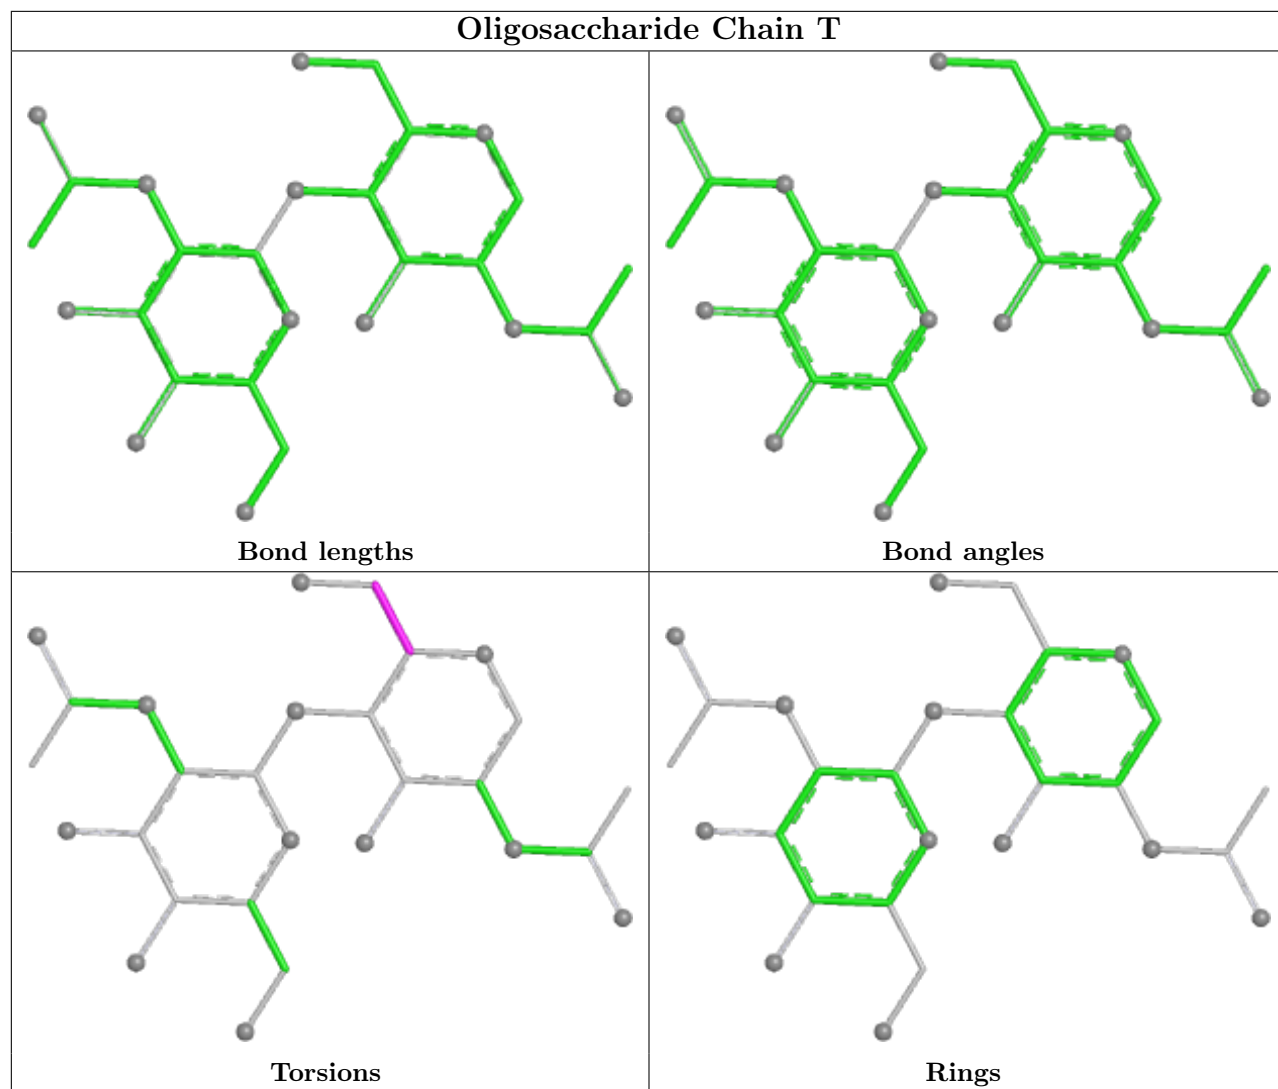 Oligosaccharide Chain T
Bond lengths
Bond angles
Torsions
Rings